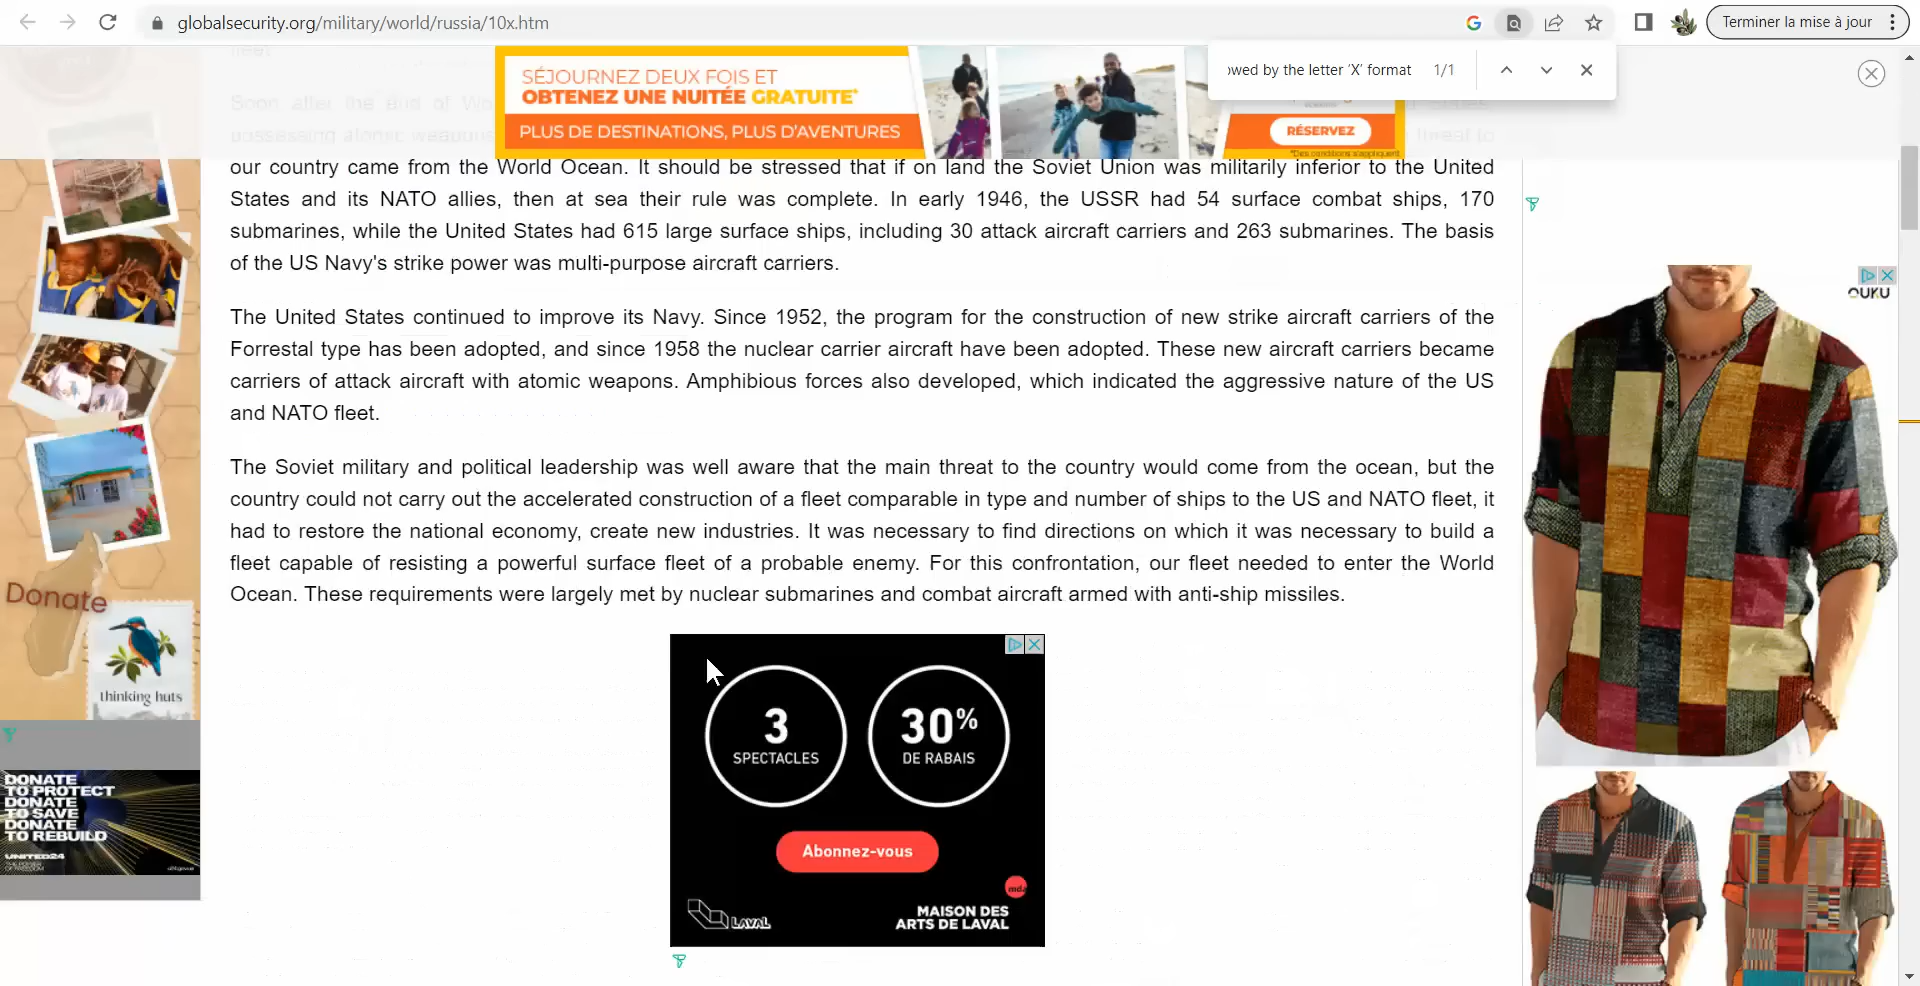 globalsecurity.org/military/world/russia/10x.htm
Terminer la mise à jour
owed by the letter 'X' format 1/1
fleet
SÉJOURNEZ DEUX FOIS ET
OBTENEZ UNE NUITÉE GRATUITE*
PLUS DE DESTINATIONS, PLUS D'AVENTURES
RÉSERVEZ
*Des conditions s'appliquent
Soon after the end of Wo
possessing atomic weapons
threat to
our country came from the World Ocean. It should be stressed that if on land the Soviet Union was militarily inferior to the United
States and its NATO allies, then at sea their rule was complete. In early 1946, the USSR had 54 surface combat ships, 170
submarines, while the United States had 615 large surface ships, including 30 attack aircraft carriers and 263 submarines. The basis
of the US Navy's strike power was multi-purpose aircraft carriers.
The United States continued to improve its Navy. Since 1952, the program for the construction of new strike aircraft carriers of the
Forrestal type has been adopted, and since 1958 the nuclear carrier aircraft have been adopted. These new aircraft carriers became
carriers of attack aircraft with atomic weapons. Amphibious forces also developed, which indicated the aggressive nature of the US
and NATO fleet.
The Soviet military and political leadership was well aware that the main threat to the country would come from the ocean, but the
country could not carry out the accelerated construction of a fleet comparable in type and number of ships to the US and NATO fleet, it
had to restore the national economy, create new industries. It was necessary to find directions on which it was necessary to build a
fleet capable of resisting a powerful surface fleet of a probable enemy. For this confrontation, our fleet needed to enter the World
Ocean. These requirements were largely met by nuclear submarines and combat aircraft armed with anti-ship missiles.
3
SPECTACLES
30%
DE RABAIS
Abonnez-vous
mda
LAVAL
MAISON DES
ARTS DE LAVAL
Donate
thinking huts
DONATE
TO PROTECT
DONATE
TO SAVE
DONATE
TO REBUILD
UNITED24
OUKU